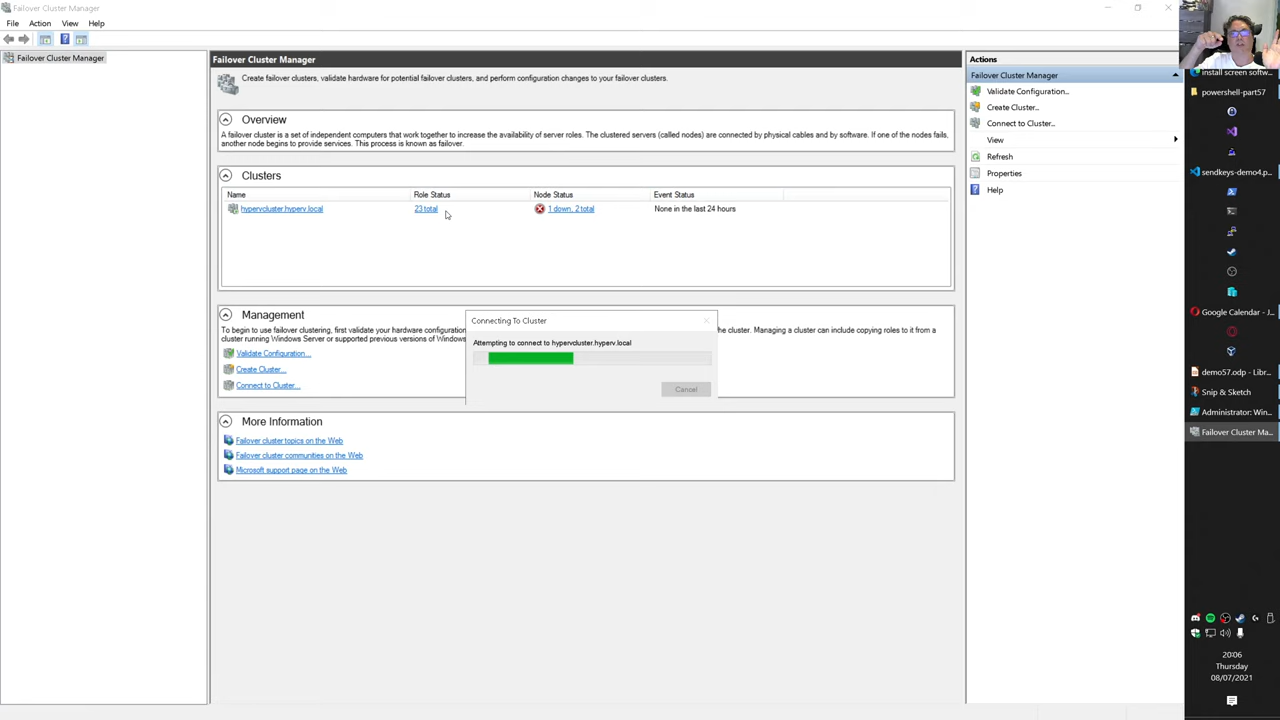 Failover Cluster Manager
File Action View Help
Failover Cluster Manager
Failover Cluster Manager
Create failover clusters, validate hardware for potential failover clusters, and perform configuration changes to your failover clusters.
Overview
A failover cluster is a set of independent computers that work together to increase the availability of server roles. The clustered servers (called nodes) are connected by physical cables and by software. If one of the nodes fails,
another node begins to provide services. This process is known as failover.
Clusters
Name Role Status Node Status Event Status
hypervcluster.hyperv.local 23 total 1 down, 2 total None in the last 24 hours
Management
To begin to use failover clustering, first validate your hardware configuration
the cluster. Managing a cluster can include copying roles to it from a
cluster running Windows Server or supported previous versions of Windows
Validate Configuration...
Create Cluster...
Connect to Cluster...
More Information
Failover cluster topics on the Web
Failover cluster communities on the Web
Microsoft support page on the Web
Connecting To Cluster
Attempting to connect to hypervcluster.hyperv.local
Cancel
Actions
Failover Cluster Manager
Validate Configuration...
Create Cluster...
Connect to Cluster...
View
Refresh
Properties
Help
install screen softw...
powershell-part57
sendkeys-demo4.p...
Google Calendar - J...
demo57.odp - Libr...
Snip & Sketch
Administrator: Win...
Failover Cluster Ma...
20:06
Thursday
08/07/2021